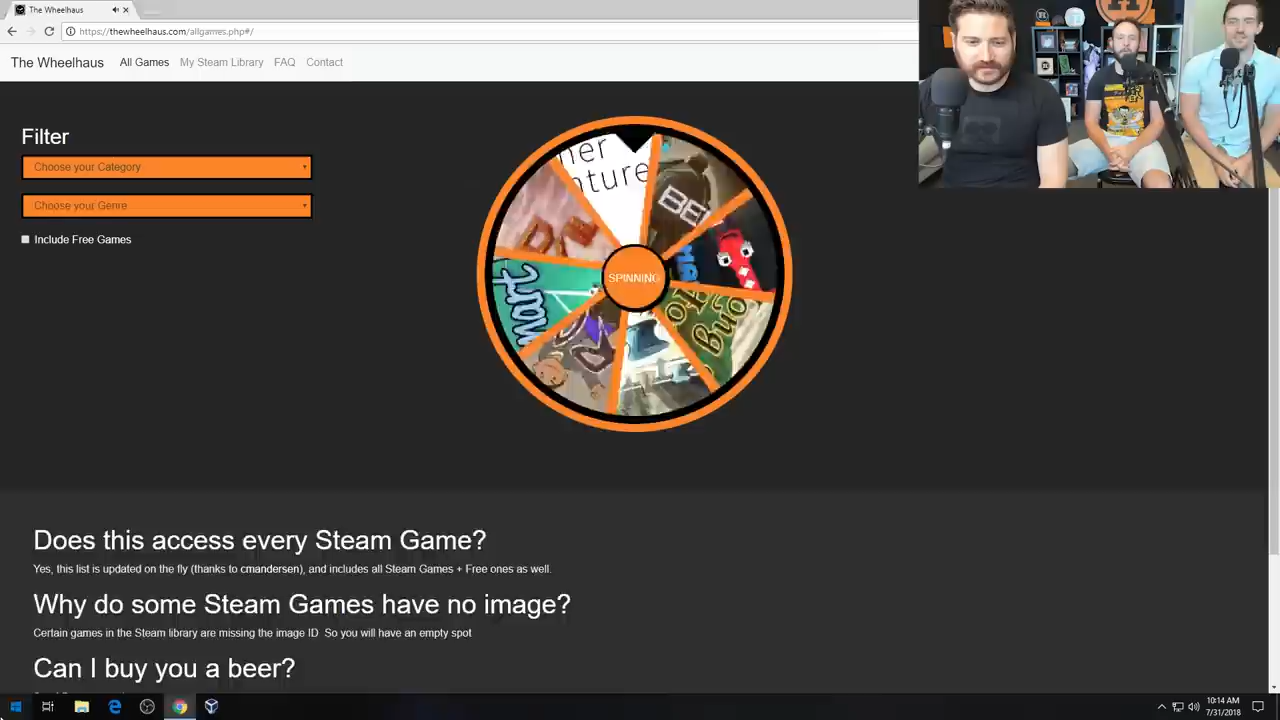 The Wheelhaus
https://thewheelhaus.com/allgames.php#/
The Wheelhaus
All Games
My Steam Library
FAQ
Contact
Filter
Choose your Category
Choose your Genre
Include Free Games
SPINNING
BE
Does this access every Steam Game?
Yes, this list is updated on the fly (thanks to cmandersen), and includes all Steam Games + Free ones as well.
Why do some Steam Games have no image?
Certain games in the Steam library are missing the image ID So you will have an empty spot
Can I buy you a beer?
10:14 AM
7/31/2018